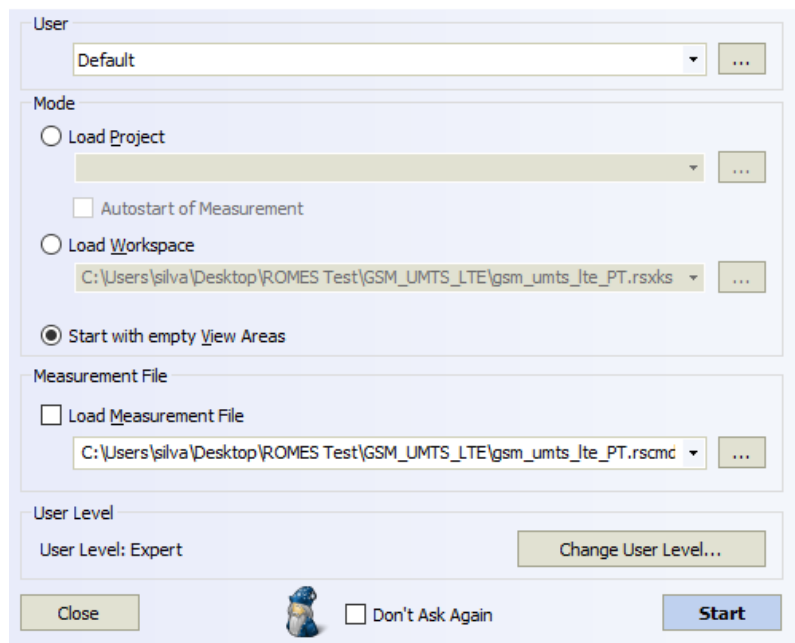 User
Default
...
Mode
Load Project
...
Autostart of Measurement
Load Workspace
C:\Users\silva\Desktop\ROMES Test\GSM_UMTS_LTE\gsm_umts_lte_PT.rsxks
...
Start with empty View Areas
Measurement File
Load Measurement File
C:\Users\silva\Desktop\ROMES Test\GSM_UMTS_LTE\gsm_umts_lte_PT.rscmd
...
User Level
User Level: Expert
Change User Level...
Close
Don't Ask Again
Start